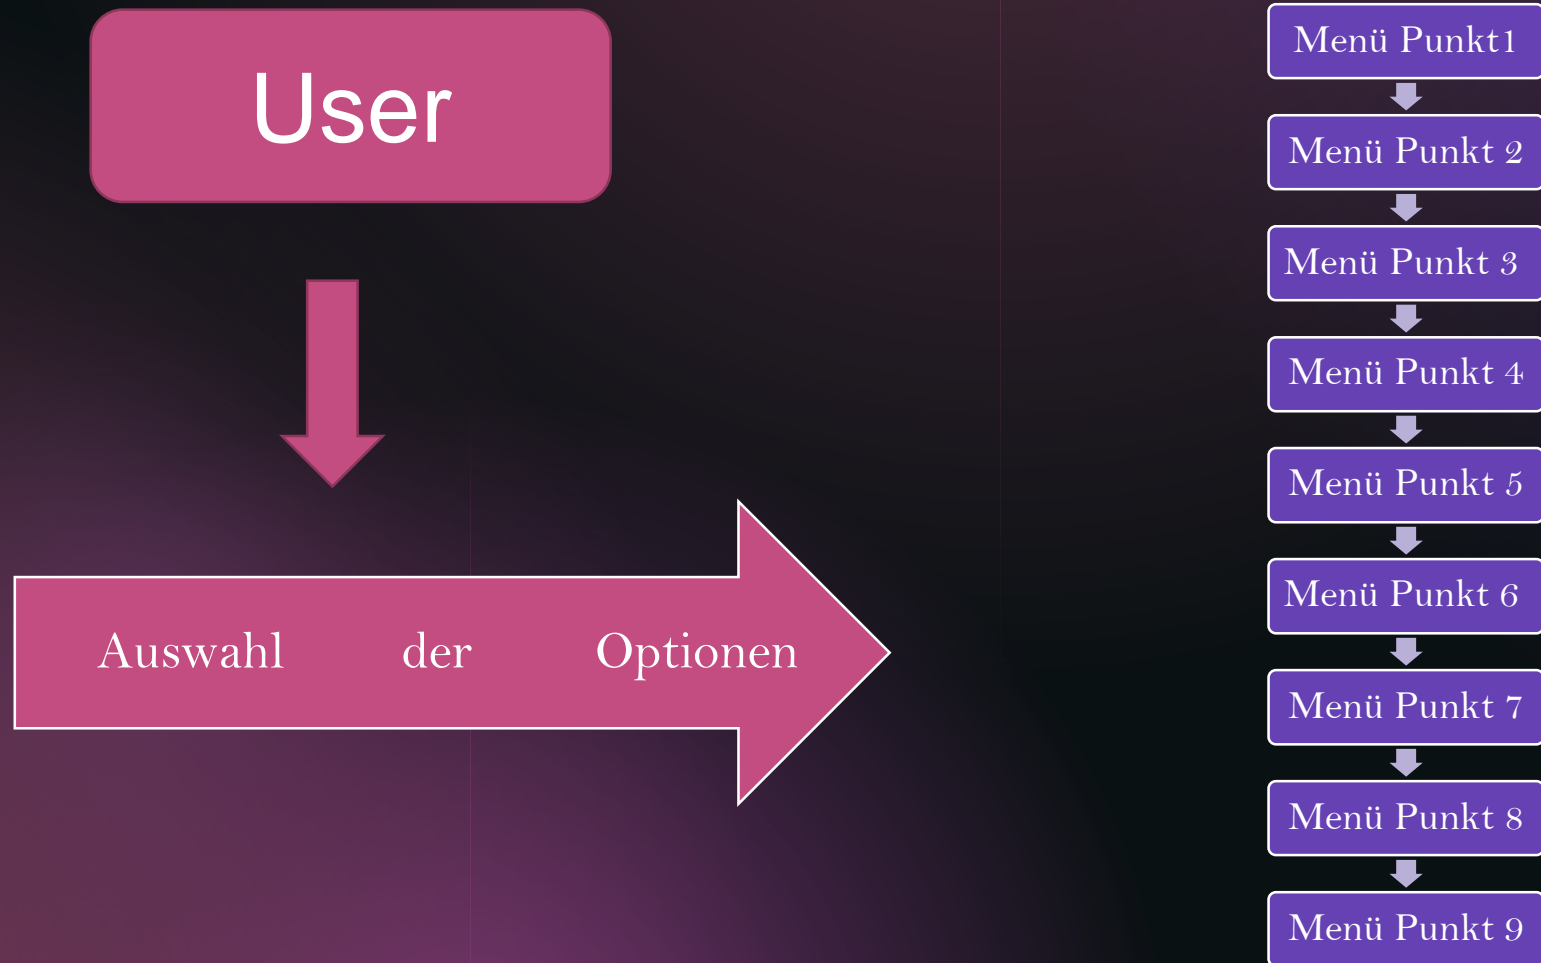 User
Auswahl der Optionen
Menü Punkt1
Menü Punkt 2
Menü Punkt 3
Menü Punkt 4
Menü Punkt 5
Menü Punkt 6
Menü Punkt 7
Menü Punkt 8
Menü Punkt 9